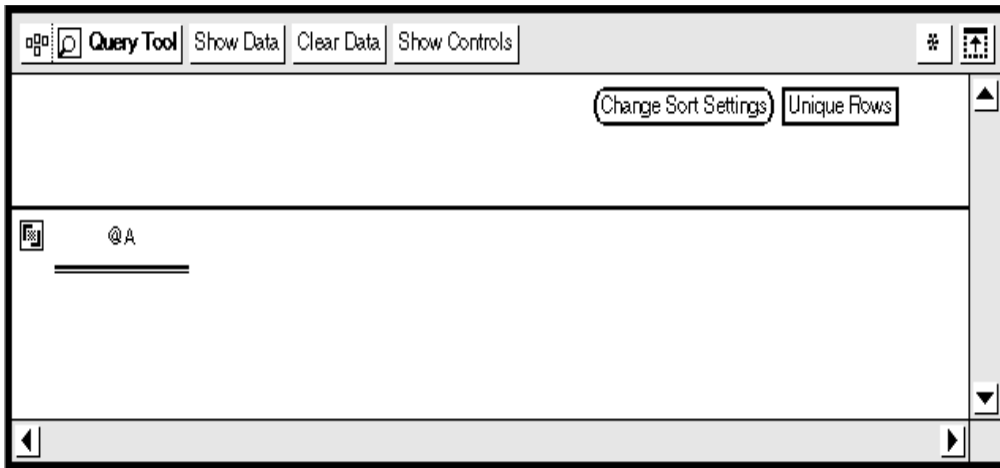 Query Tool Show Data Clear Data Show Controls *
Change Sort Settings Unique Rows
@A